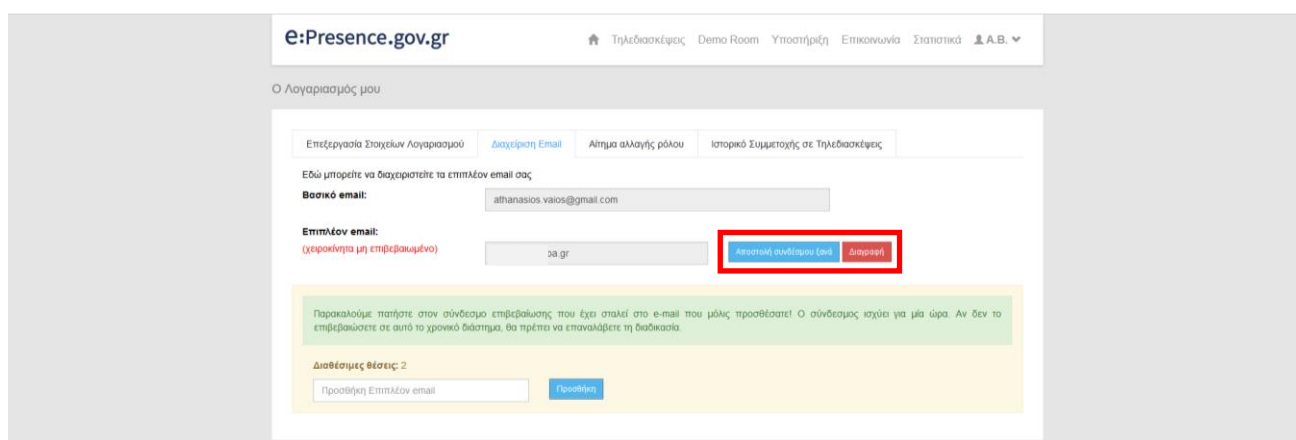 e:Presence.gov.gr
Τηλεδιασκέψεις Demo Room Υποστήριξη Επικοινωνία Στατιστικά A.B.
Ο Λογαριασμός μου
Επεξεργασία Στοιχείων Λογαριασμού Διαχείριση Email Αίτημα αλλαγής ρόλου Ιστορικό Συμμετοχής σε Τηλεδιασκέψεις
Εδώ μπορείτε να διαχειριστείτε τα επιπλέον email σας
Βασικό email: athanasios.vaios@gmail.com
Επιπλέον email:
(χειροκίνητα μη επιβεβαιωμένο) pa.gr Αποστολή συνδέσμου ξανά Διαγραφή
Παρακαλούμε πατήστε στον σύνδεσμο επιβεβαίωσης που έχει σταλεί στο e-mail που μόλις προσθέσατε! Ο σύνδεσμος ισχύει για μία ώρα. Αν δεν το
επιβεβαιώσετε σε αυτό το χρονικό διάστημα, θα πρέπει να επαναλάβετε τη διαδικασία.
Διαθέσιμες θέσεις: 2
Προσθήκη Επιπλέον email Προσθήκη